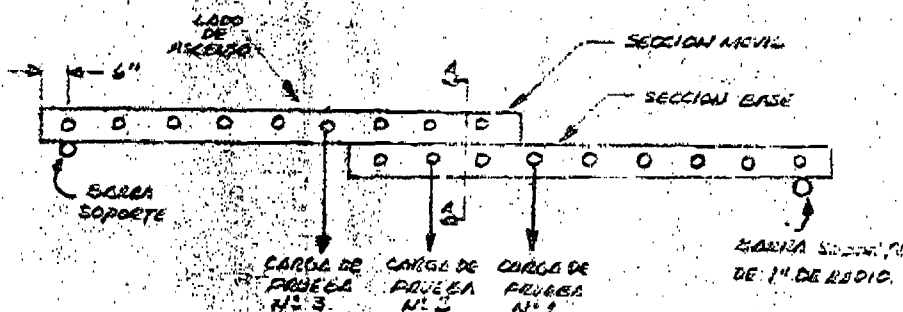 LADO
DE
ASCENSO
6"
SECCION MOVIL
SECCION BASE
A
A
BARRA
SOPORTE
CARGA DE
PRUEBA
Nº 3
CARGA DE
PRUEBA
Nº 2
CARGA DE
PRUEBA
Nº 1
BARRA
DE 1" DE RADIO.